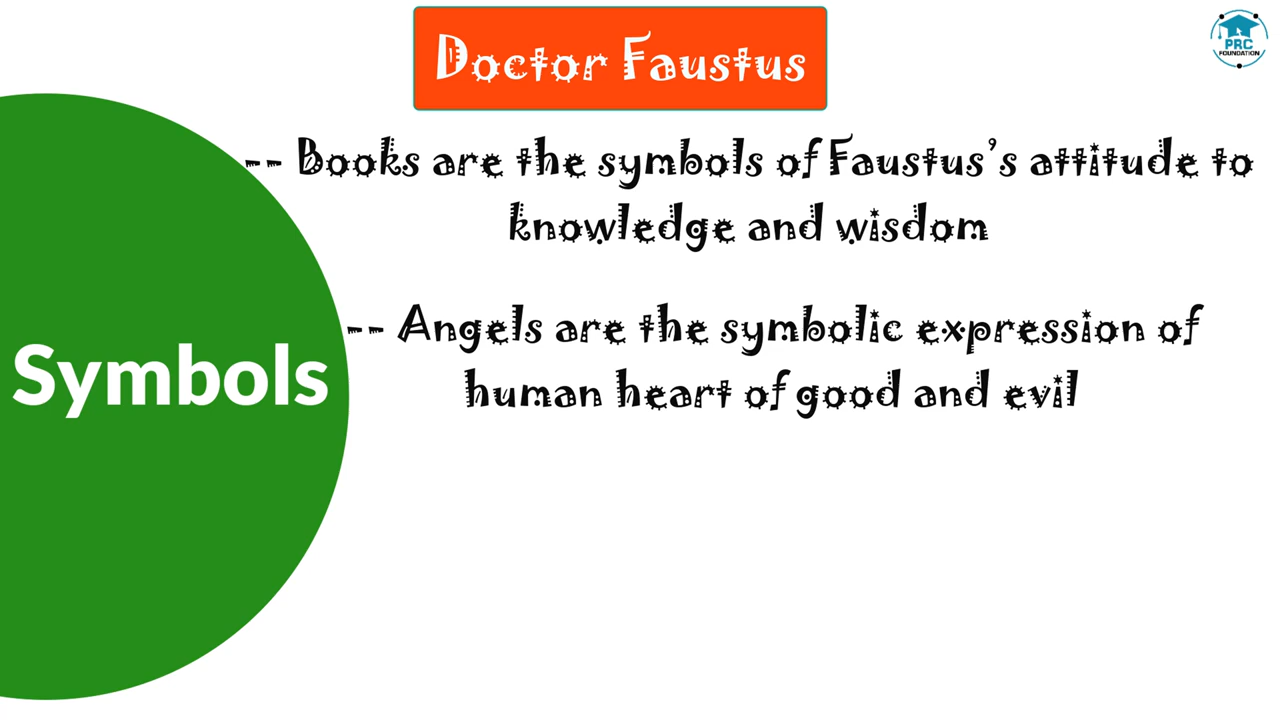 Doctor Faustus
PRC
FOUNDATION
-- Books are the symbols of Faustus's attitude to
knowledge and wisdom
-- Angels are the symbolic expression of
human heart of good and evil
Symbols